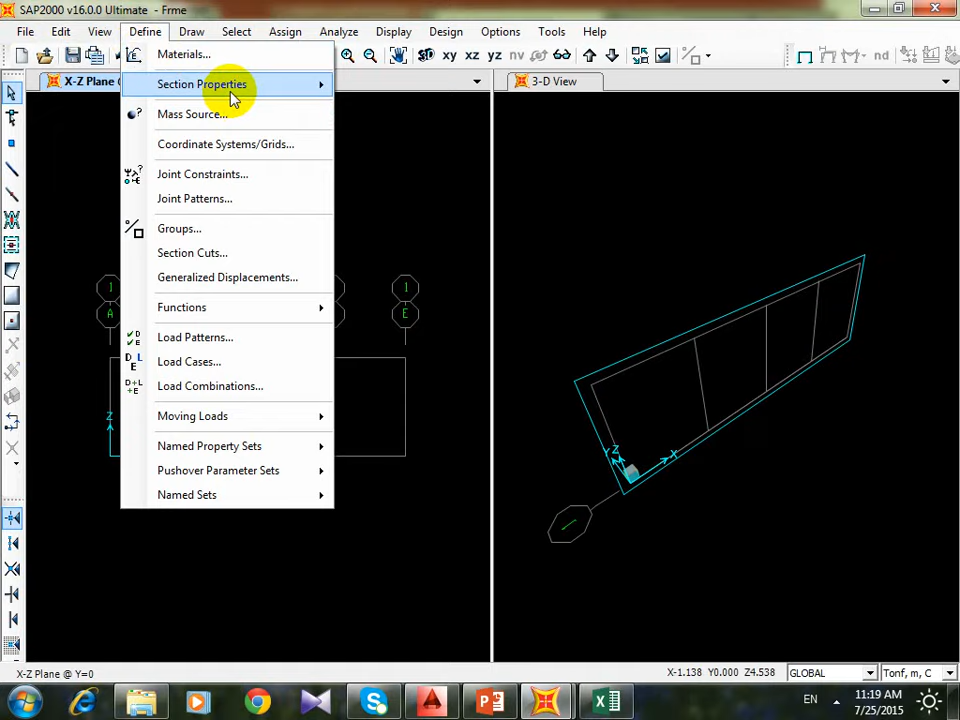 SAP2000 v16.0.0 Ultimate - Frme
File Edit View Define Draw Select Assign Analyze Display Design Options Tools Help
3D xy xz yz nv
X-Z Plane
3-D View
Materials...
Section Properties
Mass Source...
Coordinate Systems/Grids...
Joint Constraints...
Joint Patterns...
Groups...
Section Cuts...
Generalized Displacements...
Functions
Load Patterns...
Load Cases...
Load Combinations...
Moving Loads
Named Property Sets
Pushover Parameter Sets
Named Sets
1 1
A E
Z
Y Z X
X-Z Plane @ Y=0
X-1.138 Y0.000 Z4.538
GLOBAL
Tonf, m, C
EN
11:19 AM
7/25/2015